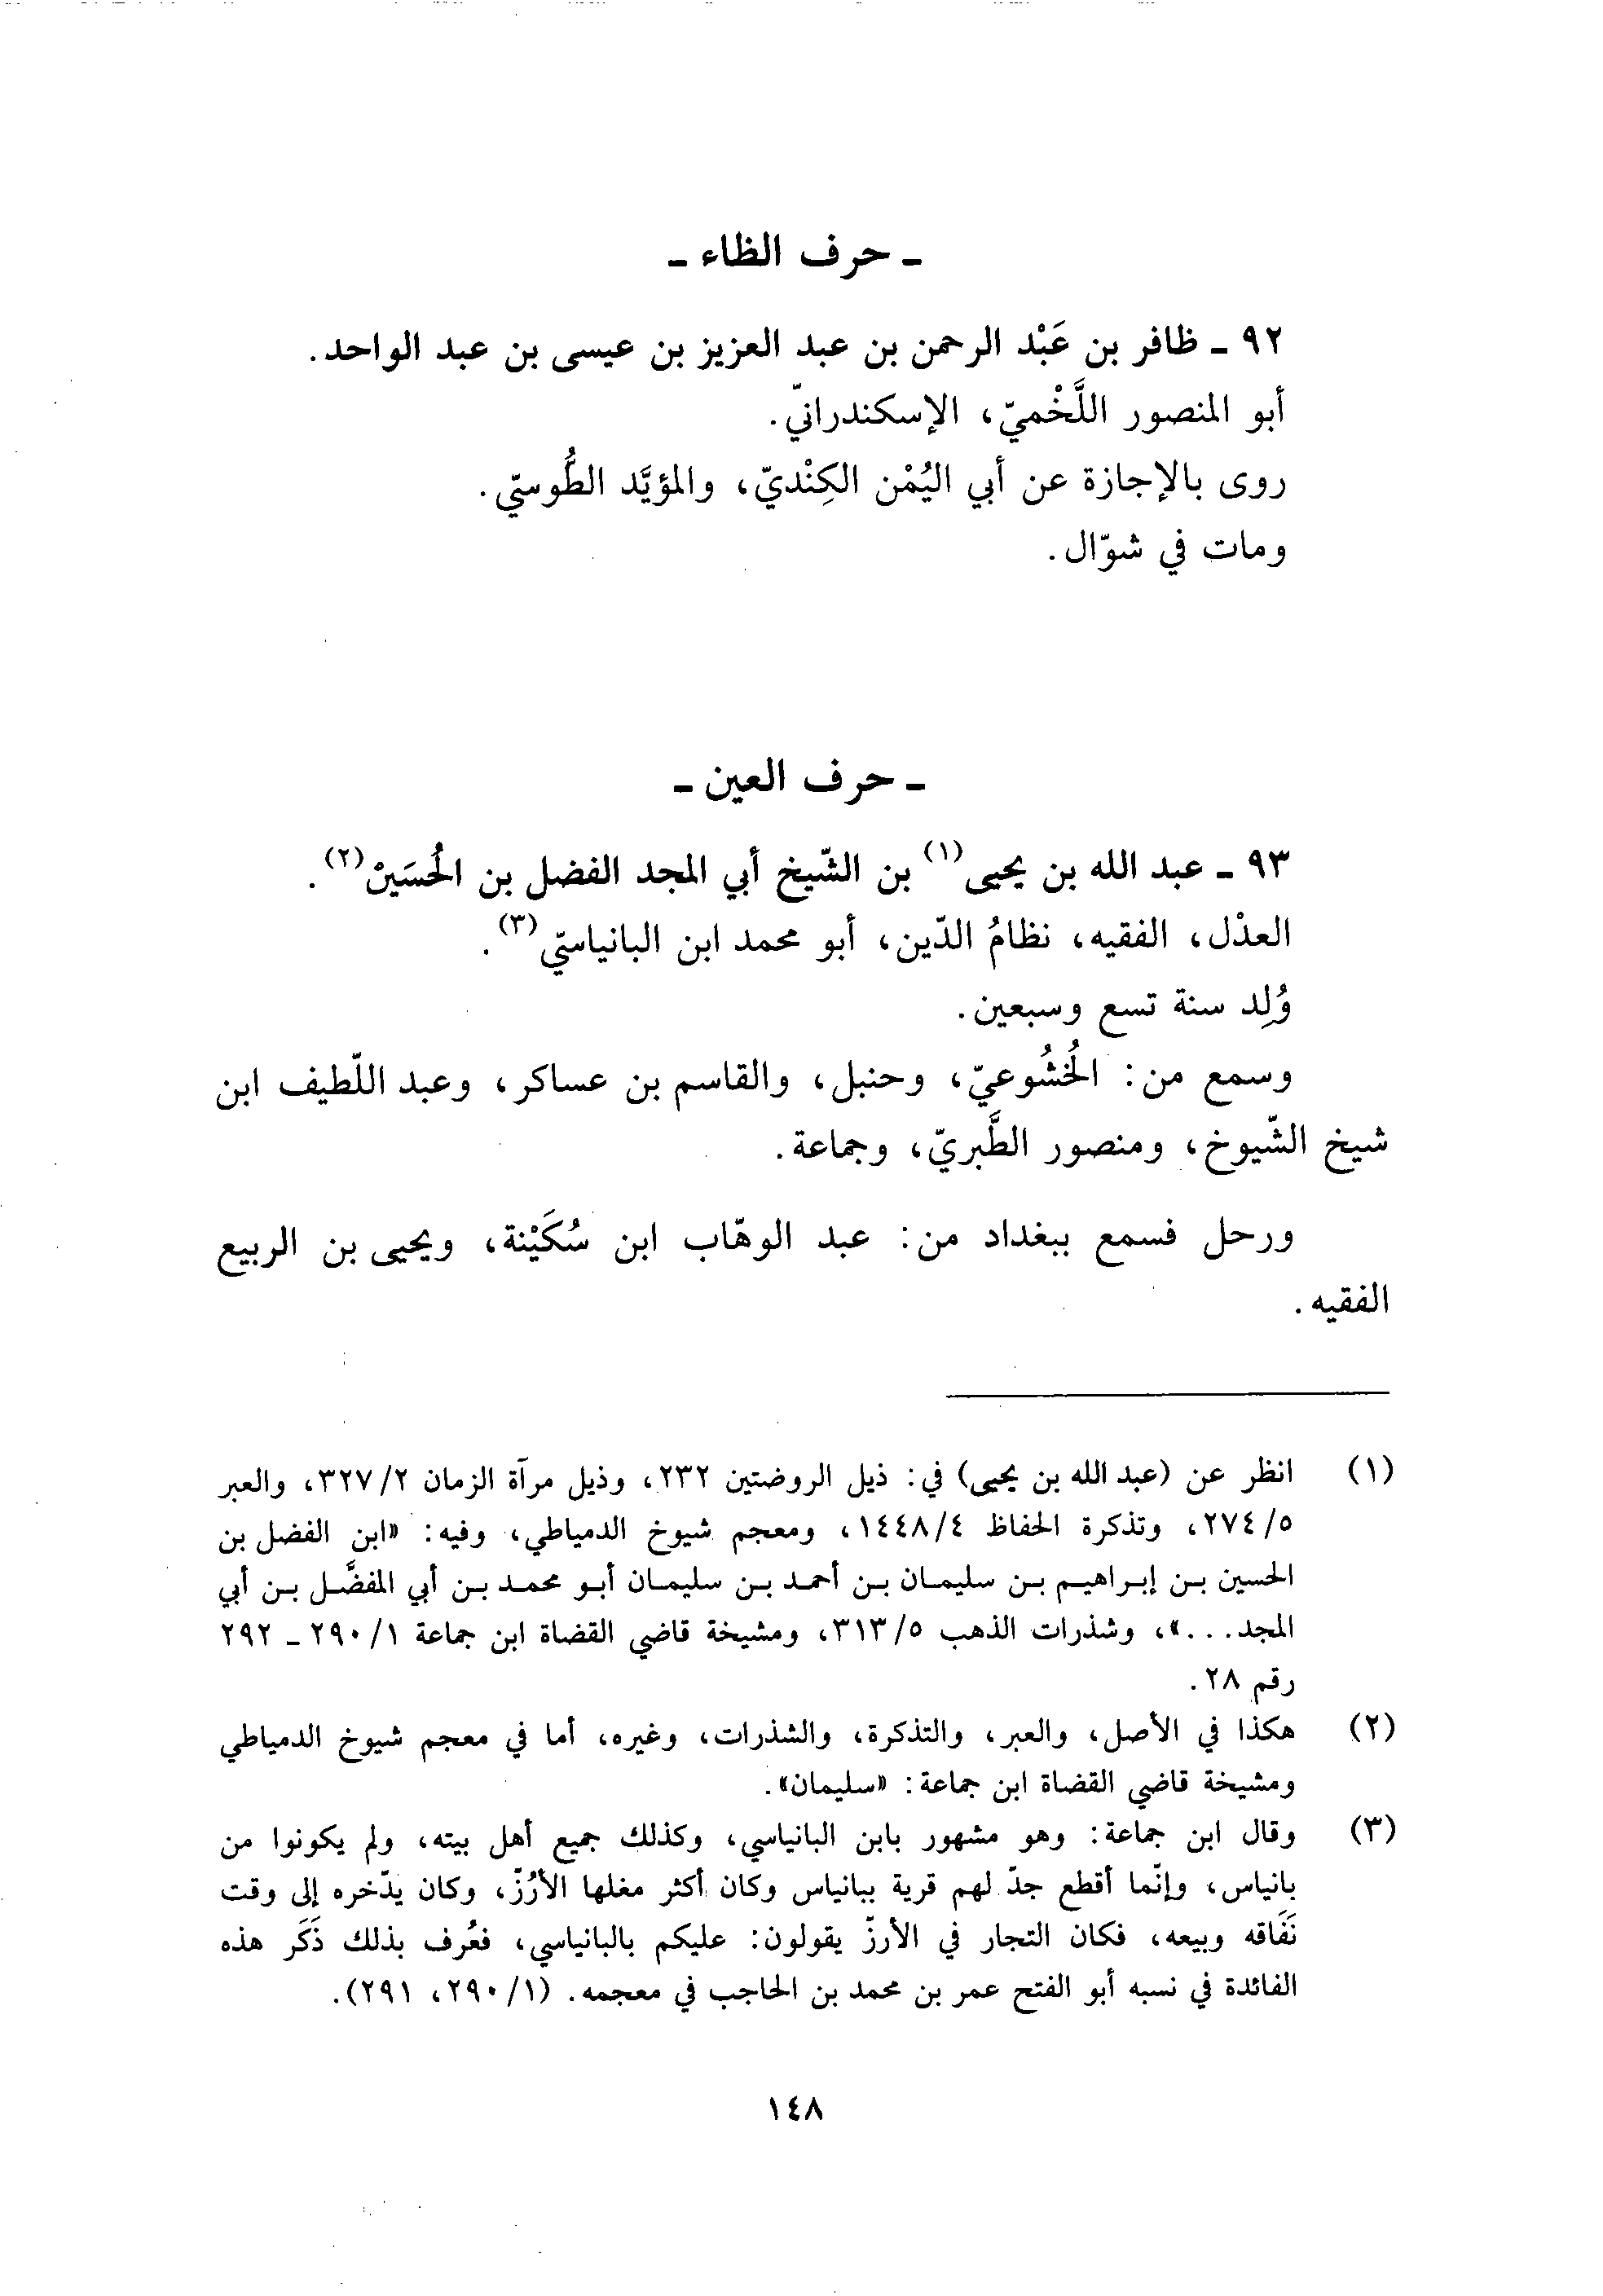 ـ حرف الظاء ـ
٩٢ ـ ظافر بن عَبْد الرحمن بن عبد العزيز بن عيسى بن عبد الواحد.
أبو المنصور اللَّخْميّ، الإسكندرانيّ.
روى بالإجازة عن أبي اليُمْن الكِنْديّ، والمؤيَّد الطُّوسيّ.
ومات في شوّال.
ـ حرف العين ـ
٩٣ ـ عبد الله بن يحيى(١) بن الشّيخ أبي المجد الفضل بن الحُسَينْ(٢).
العدْل، الفقيه، نظامُ الدّين، أبو محمد ابن البانياسيّ(٣).
وُلِد سنة تسع وسبعين.
وسمع من: الخُشُوعيّ، وحنبل، والقاسم بن عساكر، وعبد اللّطيف ابن
شيخ الشّيوخ، ومنصور الطَّبريّ، وجماعة.
ورحل فسمع ببغداد من: عبد الوهّاب ابن سُكَيْنة، ويحيى بن الربيع
الفقيه.
(١) انظر عن (عبد الله بن يحيى) في: ذيل الروضتين ٢٣٢، وذيل مرآة الزمان ٣٢٧/٢، والعبر
٢٧٤/٥، وتذكرة الحفاظ ١٤٤٨/٤، ومعجم شيوخ الدمياطي، وفيه: «ابن الفضل بن
الحسين بن إبراهيم بن سليمان بن أحمد بن سليمان أبو محمد بن أبي المفضَّل بن أبي
المجد...»، وشذرات الذهب ٣١٣/٥، ومشيخة قاضي القضاة ابن جماعة ٢٩٠/١ ـ ٢٩٢
رقم ٢٨.
(٢) هكذا في الأصل، والعبر، والتذكرة، والشذرات، وغيره، أما في معجم شيوخ الدمياطي
ومشيخة قاضي القضاة ابن جماعة: «سليمان».
(٣) وقال ابن جماعة: وهو مشهور بابن البانياسي، وكذلك جميع أهل بيته، ولم يكونوا من
بانياس، وإنّما أقطع جدّ لهم قرية ببانياس وكان أكثر مغلها الأرُزّ، وكان يدّخره إلى وقت
نَفَاقه وبيعه، فكان التجار في الأرزّ يقولون: عليكم بالبانياسي، فعُرف بذلك ذَكَر هذه
الفائدة في نسبه أبو الفتح عمر بن محمد بن الحاجب في معجمه. (٢٩٠/١، ٢٩١).
١٤٨